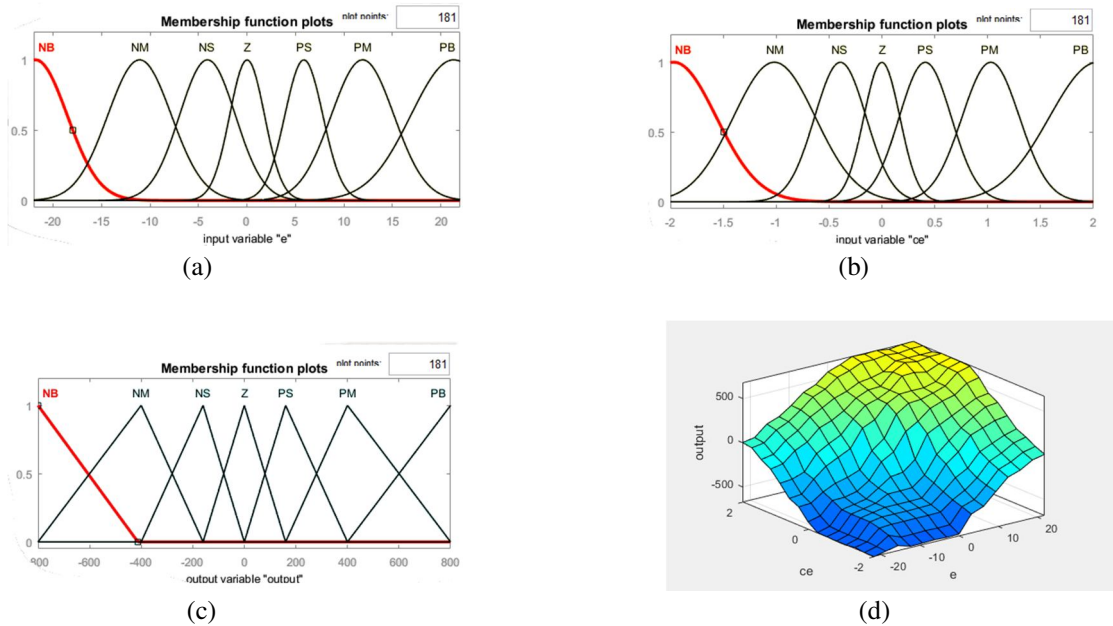 Membership function plots
plot points: 181
NB NM NS Z PS PM PB
1
0.5
0
-20 -15 -10 -5 0 5 10 15 20
input variable "e"
(a)
Membership function plots
plot points: 181
NB NM NS Z PS PM PB
1
0.5
0
-2 -1.5 -1 -0.5 0 0.5 1 1.5 2
input variable "ce"
(b)
Membership function plots
plot points: 181
NB NM NS Z PS PM PB
1
0.5
0
-600 -400 -200 0 200 400 600 800
output variable "output"
(c)
500
0
-500
output
2
0
-2
ce
-20 -10 0 10 20
e
(d)